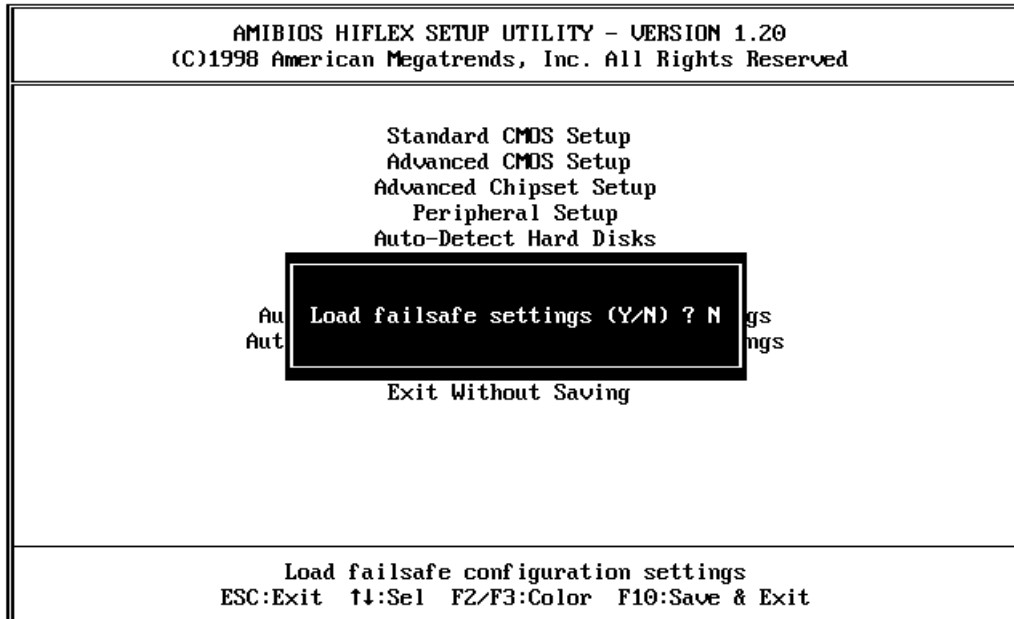 AMIBIOS HIFLEX SETUP UTILITY - VERSION 1.20
(C)1998 American Megatrends, Inc. All Rights Reserved
Standard CMOS Setup
Advanced CMOS Setup
Advanced Chipset Setup
Peripheral Setup
Auto-Detect Hard Disks
Load failsafe settings (Y/N) ? N
Exit Without Saving
Load failsafe configuration settings
ESC:Exit ↑↓:Sel F2/F3:Color F10:Save & Exit